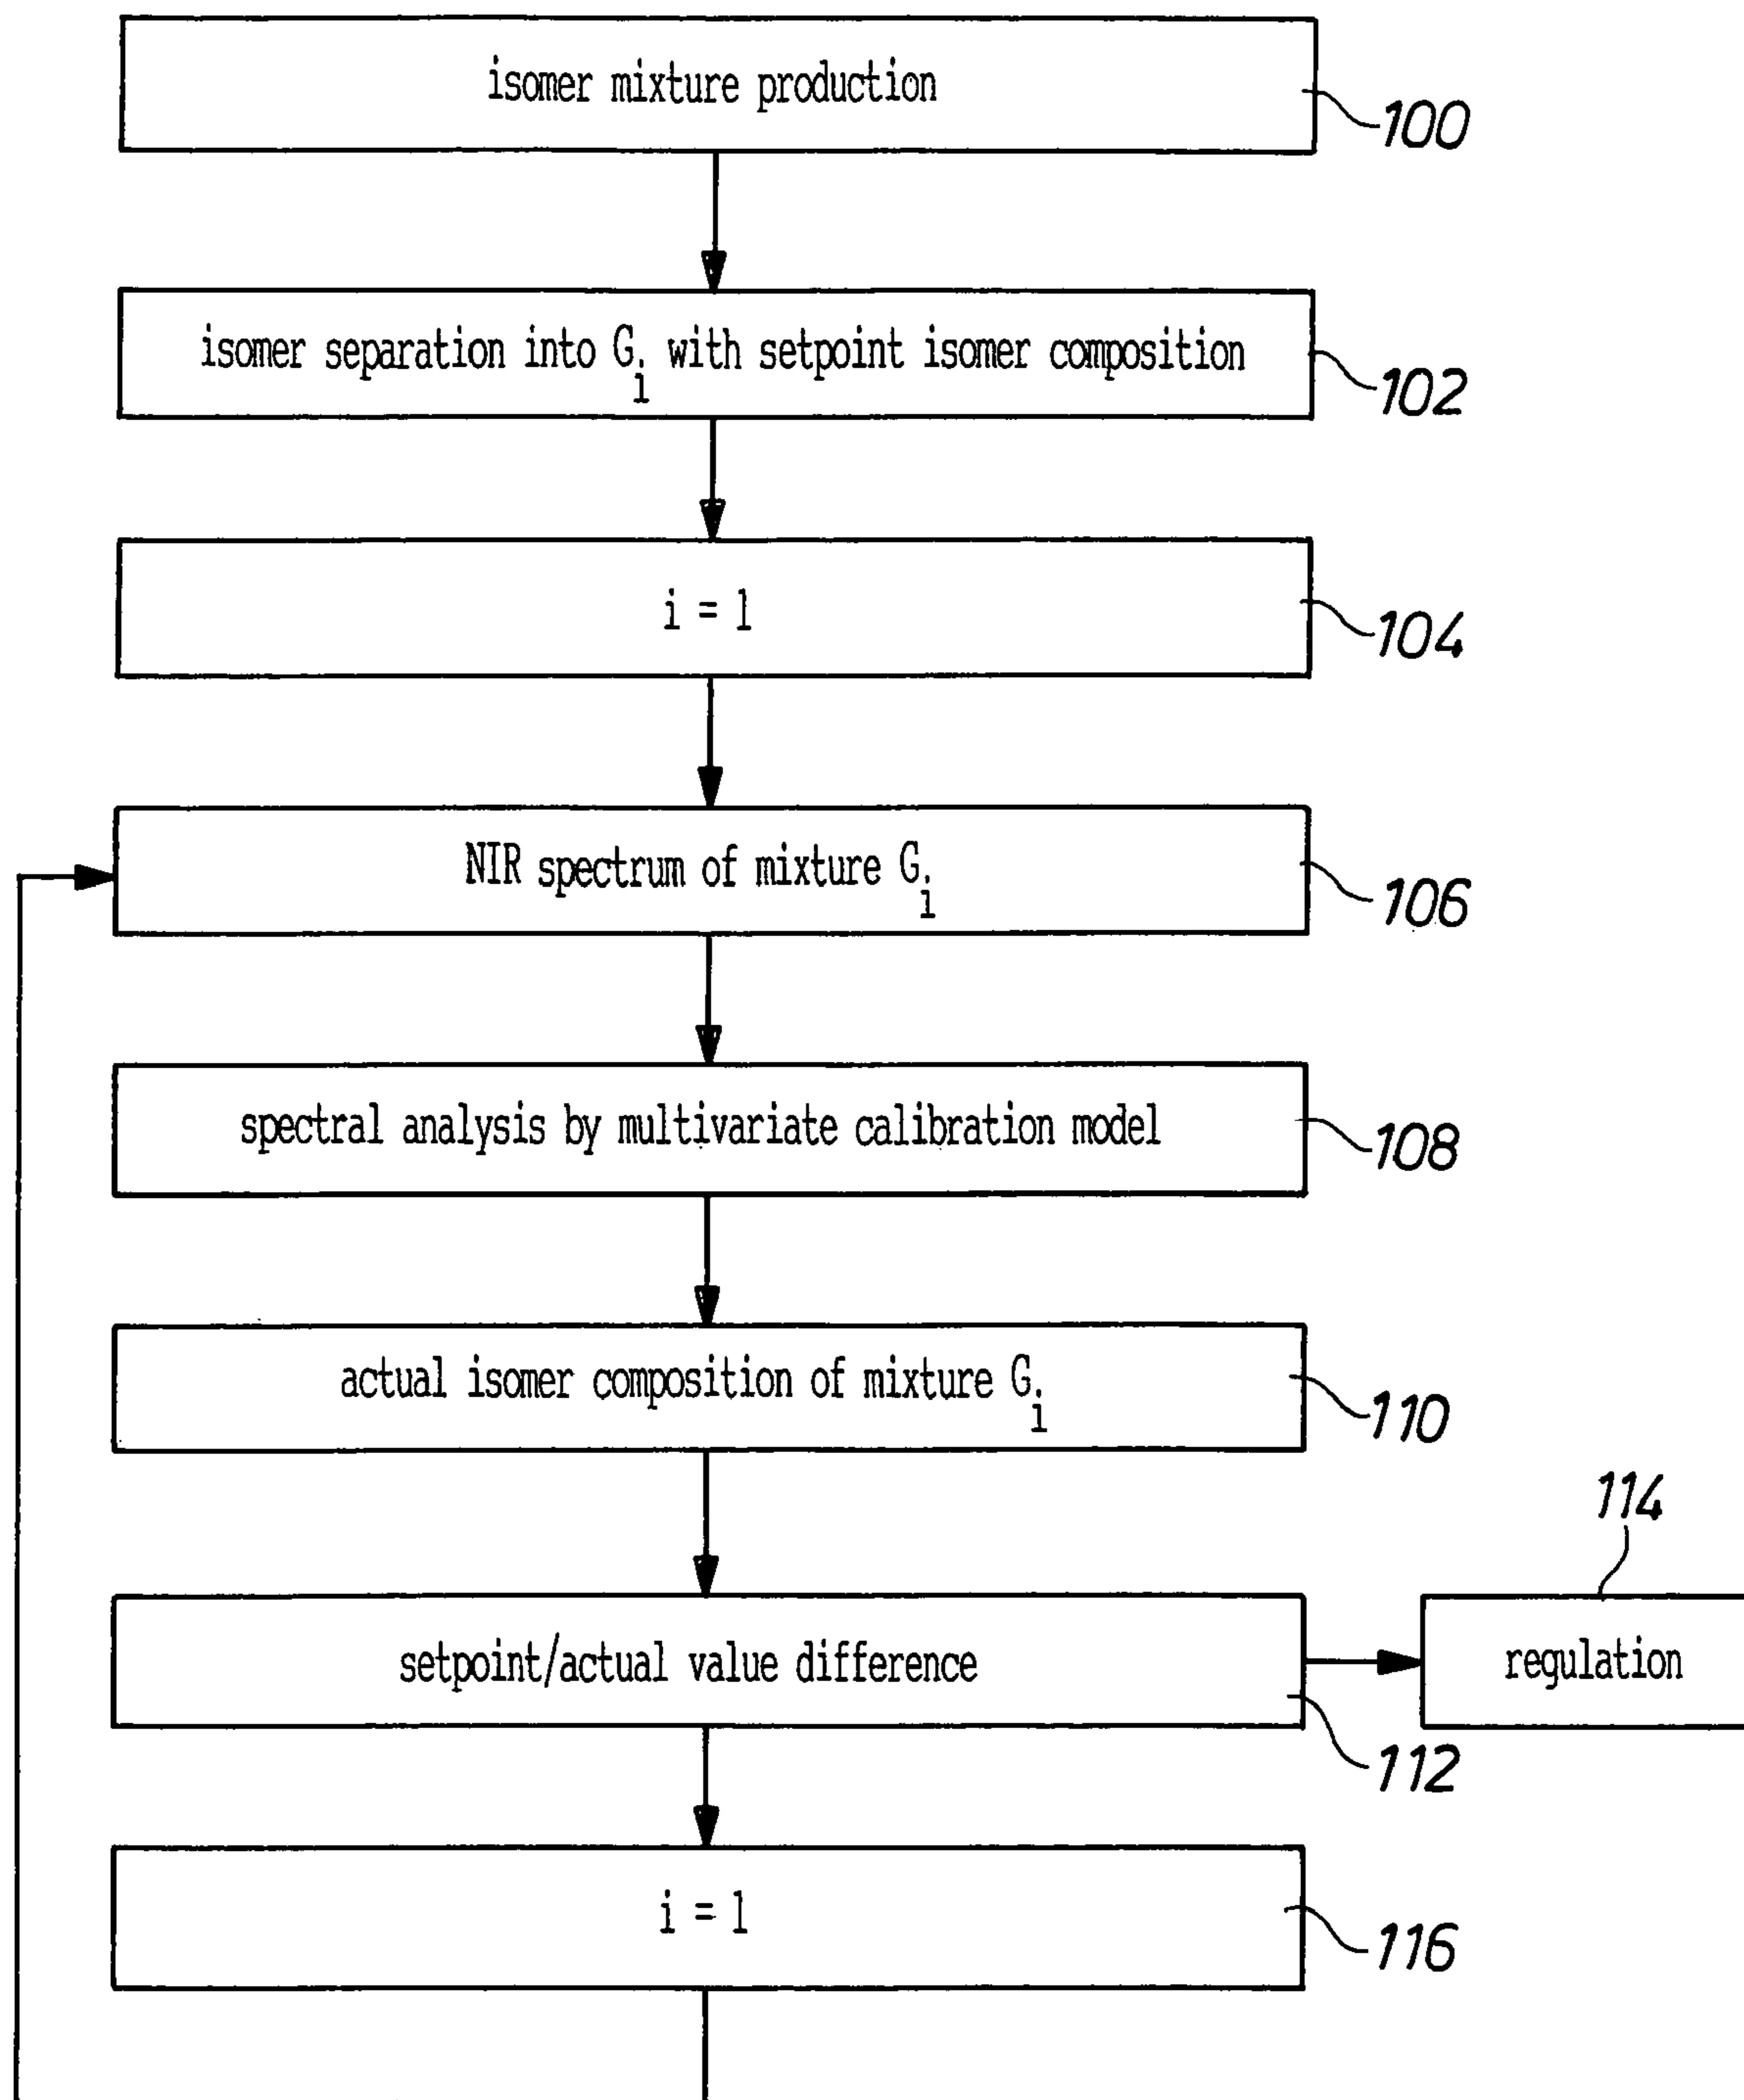 isomer mixture production
100
isomer separation into Gi with setpoint isomer composition
102
i = 1
104
NIR spectrum of mixture Gi
106
spectral analysis by multivariate calibration model
108
actual isomer composition of mixture Gi
110
114
setpoint/actual value difference
regulation
112
i = 1
116